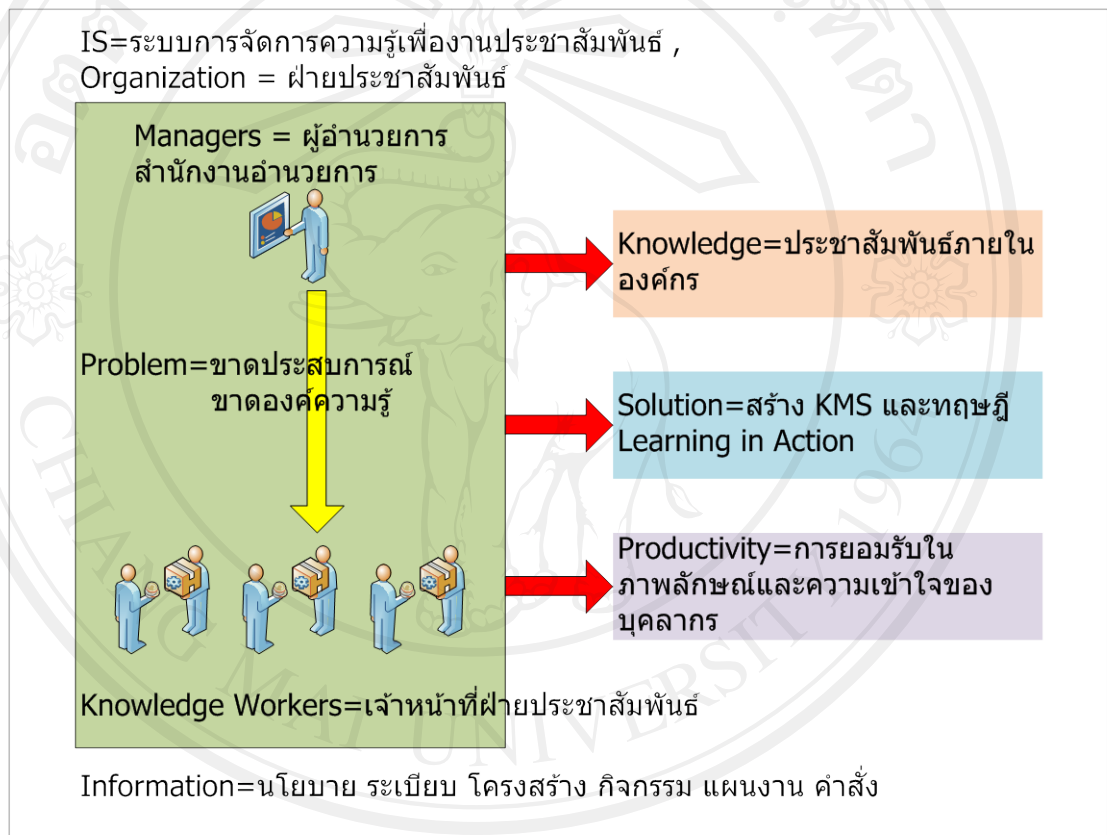 IS=ระบบการจัดการความรู้เพื่องานประชาสัมพันธ์ ,
Organization = ฝ่ายประชาสัมพันธ์
Managers = ผู้อำนวยการ
สำนักงานอำนวยการ
Knowledge=ประชาสัมพันธ์ภายใน
องค์กร
Problem=ขาดประสบการณ์
ขาดองค์ความรู้
Solution=สร้าง KMS และทฤษฎี
Learning in Action
Productivity=การยอมรับใน
ภาพลักษณ์และความเข้าใจของ
บุคลากร
Knowledge Workers=เจ้าหน้าที่ฝ่ายประชาสัมพันธ์
Information=นโยบาย ระเบียบ โครงสร้าง กิจกรรม แผนงาน คำสั่ง
CHIANG MAI UNIVERSITY 1964